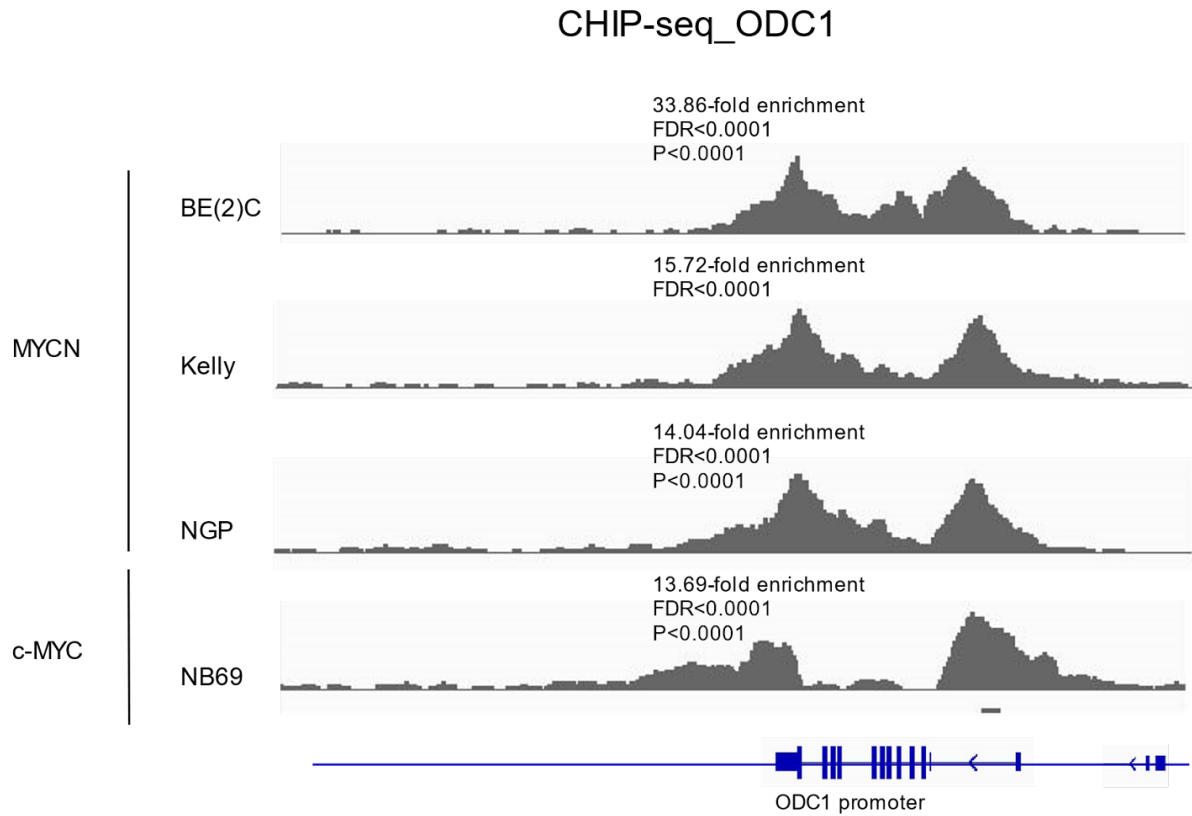 CHIP-seq_ODC1
33.86-fold enrichment
FDR<0.0001
P<0.0001
BE(2)C
15.72-fold enrichment
FDR<0.0001
MYCN
Kelly
14.04-fold enrichment
FDR<0.0001
P<0.0001
NGP
13.69-fold enrichment
FDR<0.0001
P<0.0001
c-MYC
NB69
ODC1 promoter